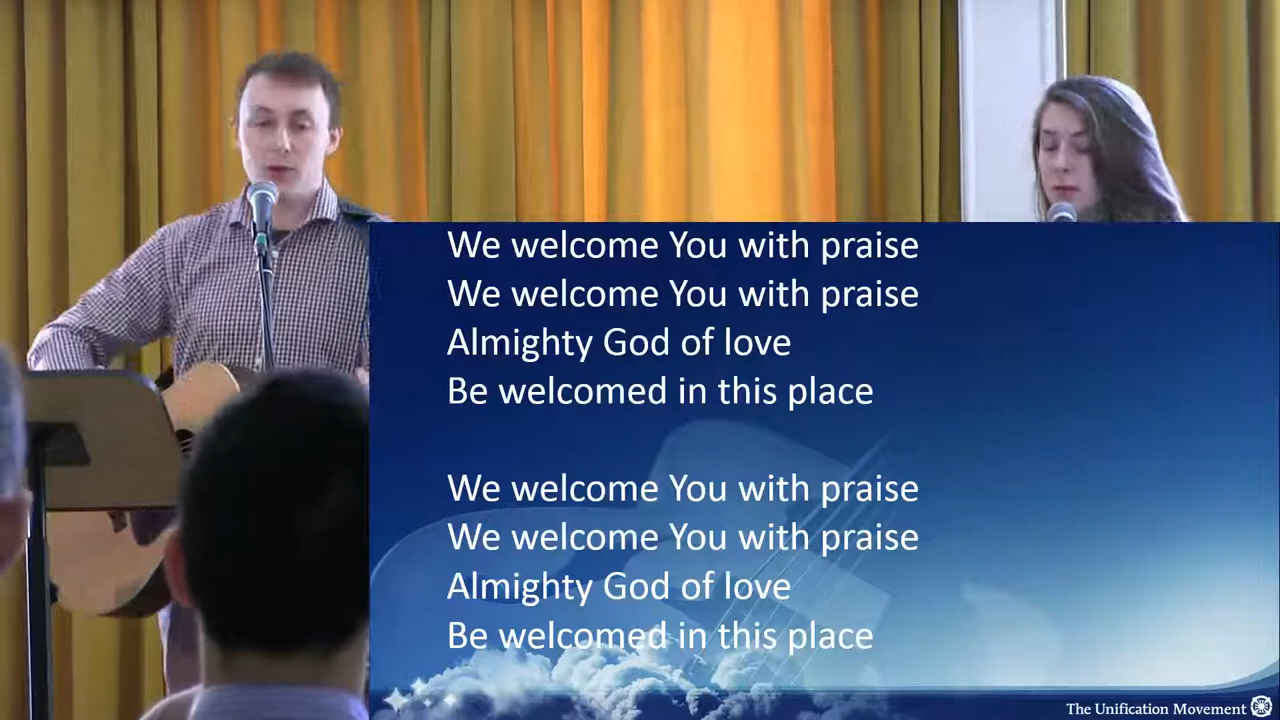 We welcome You with praise
We welcome You with praise
Almighty God of love
Be welcomed in this place
We welcome You with praise
We welcome You with praise
Almighty God of love
Be welcomed in this place
The Unification Movement